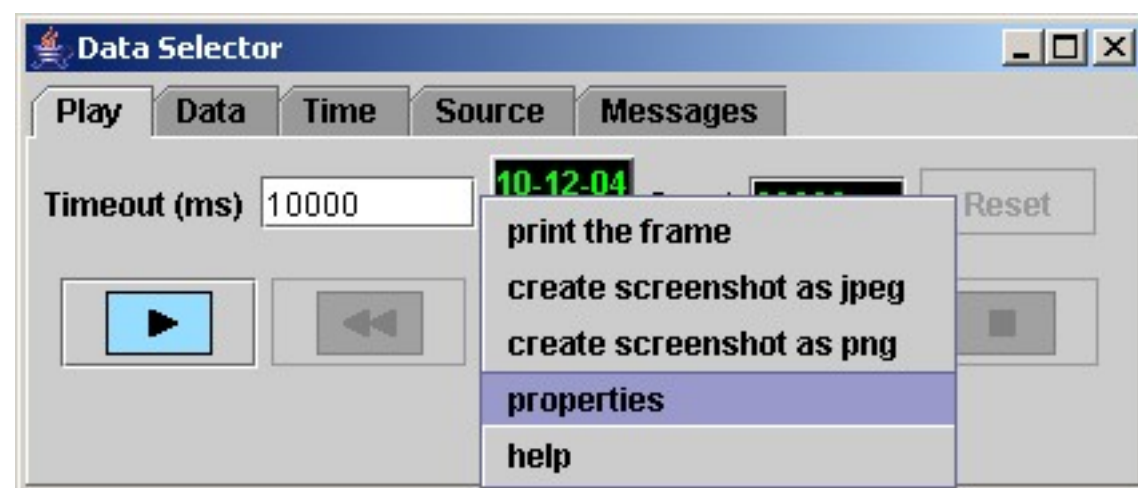 Data Selector
Play Data Time Source Messages
Timeout (ms) 10000 10-12-04 Reset
print the frame
create screenshot as jpeg
create screenshot as png
properties
help